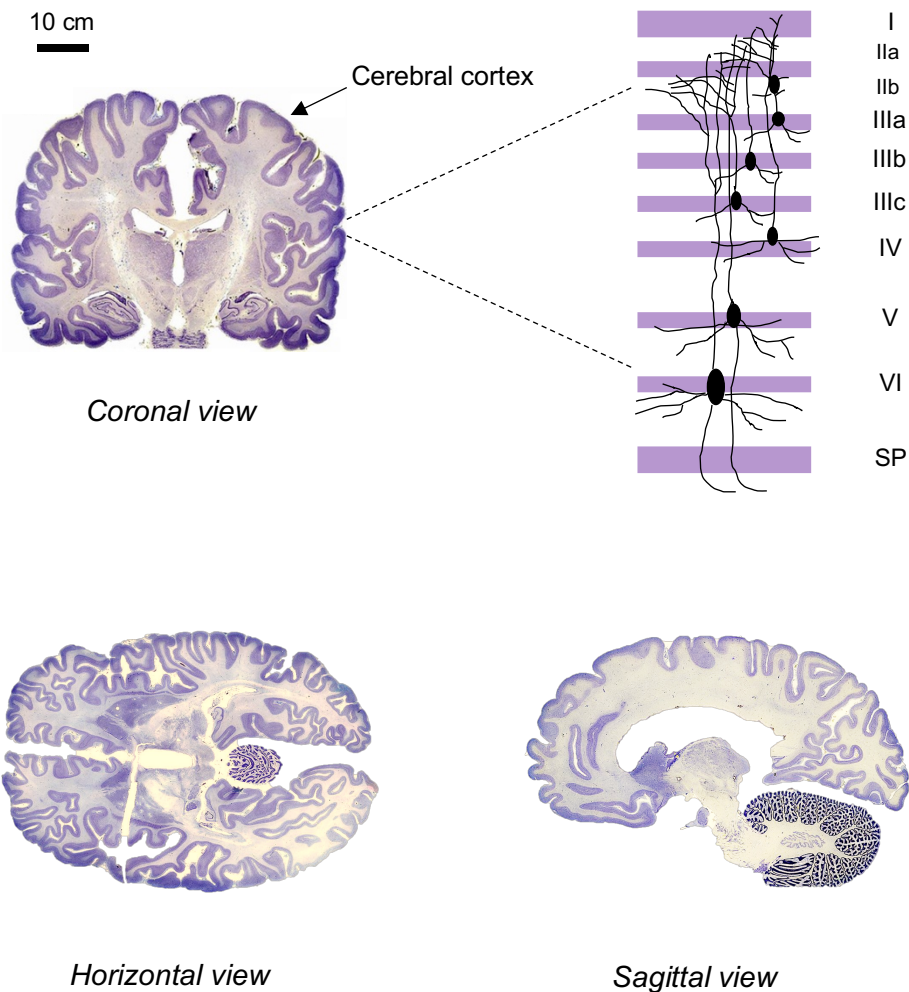 10 cm
Cerebral cortex
Coronal view
I
IIa
IIb
IIIa
IIIb
IIIc
IV
V
VI
SP
Horizontal view
Sagittal view